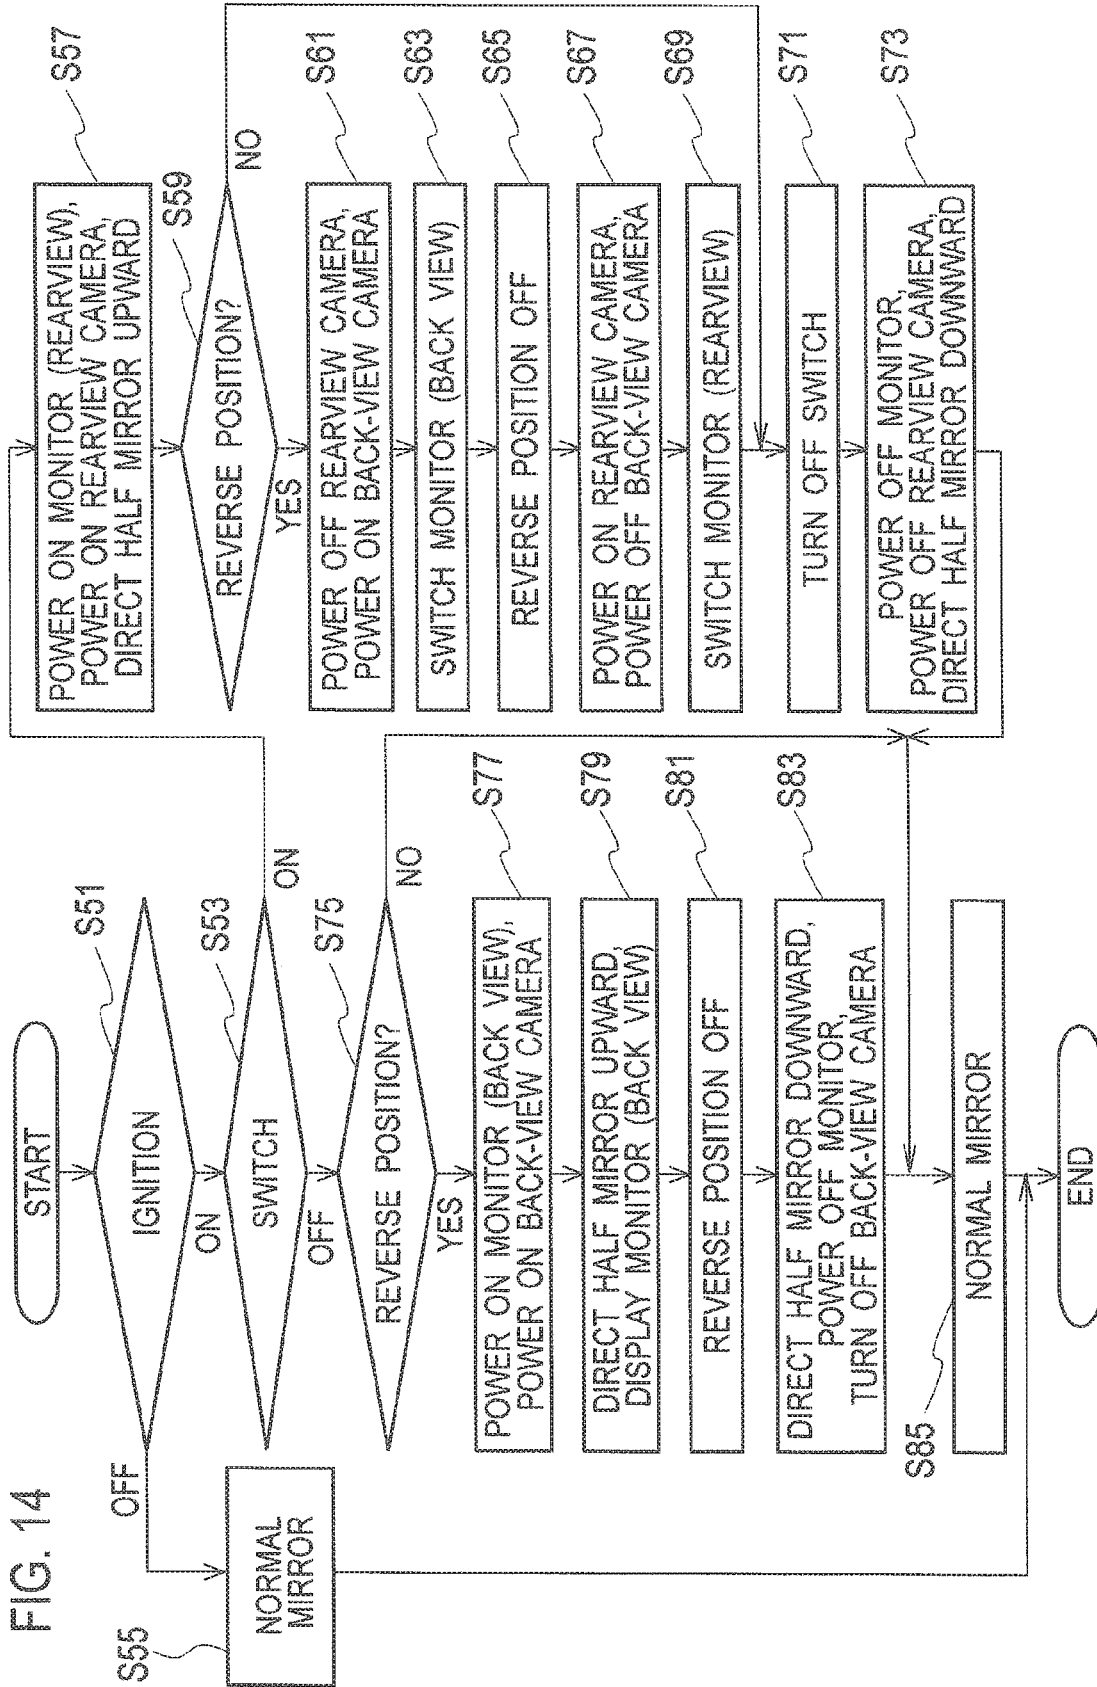 FIG. 14
START
IGNITION
S51
OFF
ON
S55
NORMAL
MIRROR
SWITCH
S53
ON
OFF
REVERSE POSITION?
S75
NO
YES
POWER ON MONITOR (BACK VIEW),
POWER ON BACK-VIEW CAMERA
S77
DIRECT HALF MIRROR UPWARD,
DISPLAY MONITOR (BACK VIEW)
S79
REVERSE POSITION OFF
S81
DIRECT HALF MIRROR DOWNWARD,
POWER OFF MONITOR,
TURN OFF BACK-VIEW CAMERA
S83
S85
NORMAL MIRROR
END
POWER ON MONITOR (REARVIEW),
POWER ON REARVIEW CAMERA,
DIRECT HALF MIRROR UPWARD
S57
REVERSE POSITION?
S59
NO
YES
POWER OFF REARVIEW CAMERA,
POWER ON BACK-VIEW CAMERA
S61
SWITCH MONITOR (BACK VIEW)
S63
REVERSE POSITION OFF
S65
POWER ON REARVIEW CAMERA,
POWER OFF BACK-VIEW CAMERA
S67
SWITCH MONITOR (REARVIEW)
S69
TURN OFF SWITCH
S71
POWER OFF MONITOR,
POWER OFF REARVIEW CAMERA,
DIRECT HALF MIRROR DOWNWARD
S73